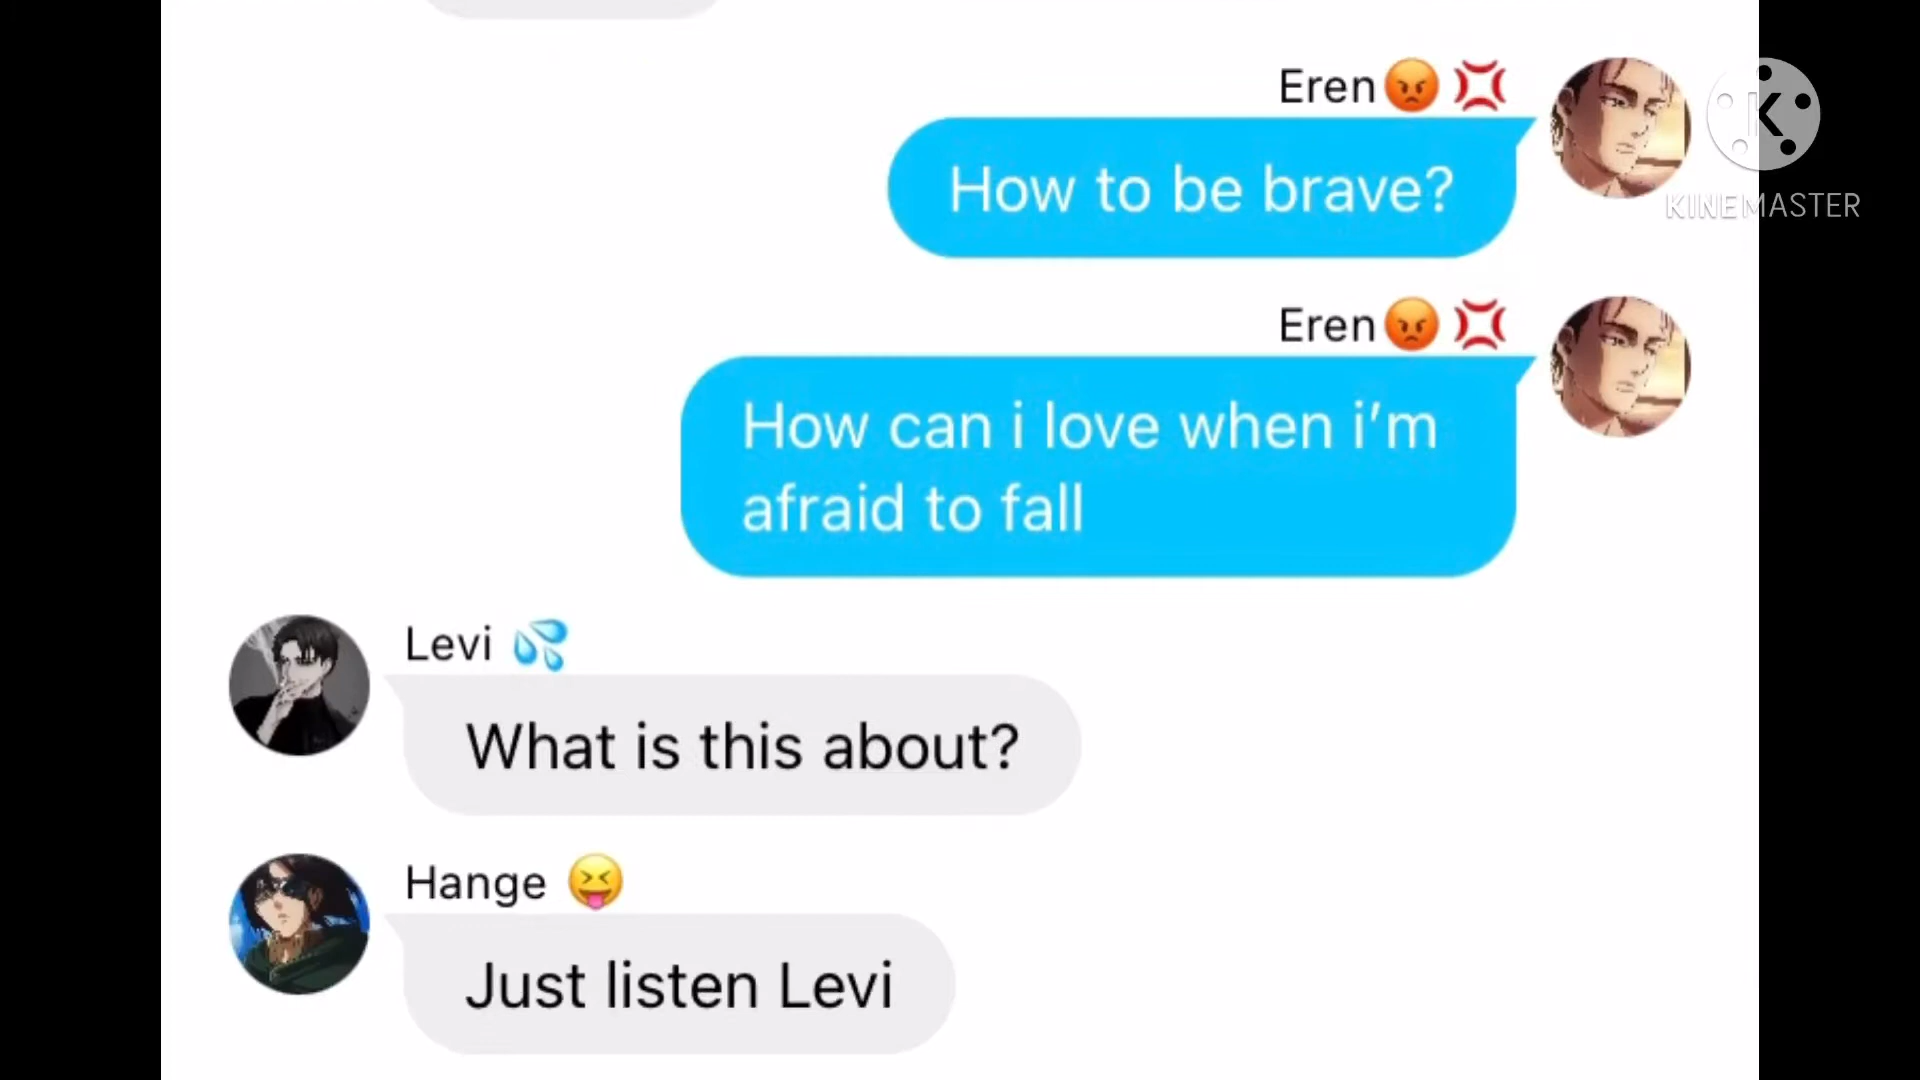 Eren😡 💢
How to be brave?
KINEMASTER
Eren😡 💢
How can i love when i’m
afraid to fall
Levi 💦
What is this about?
Hange 😝
Just listen Levi